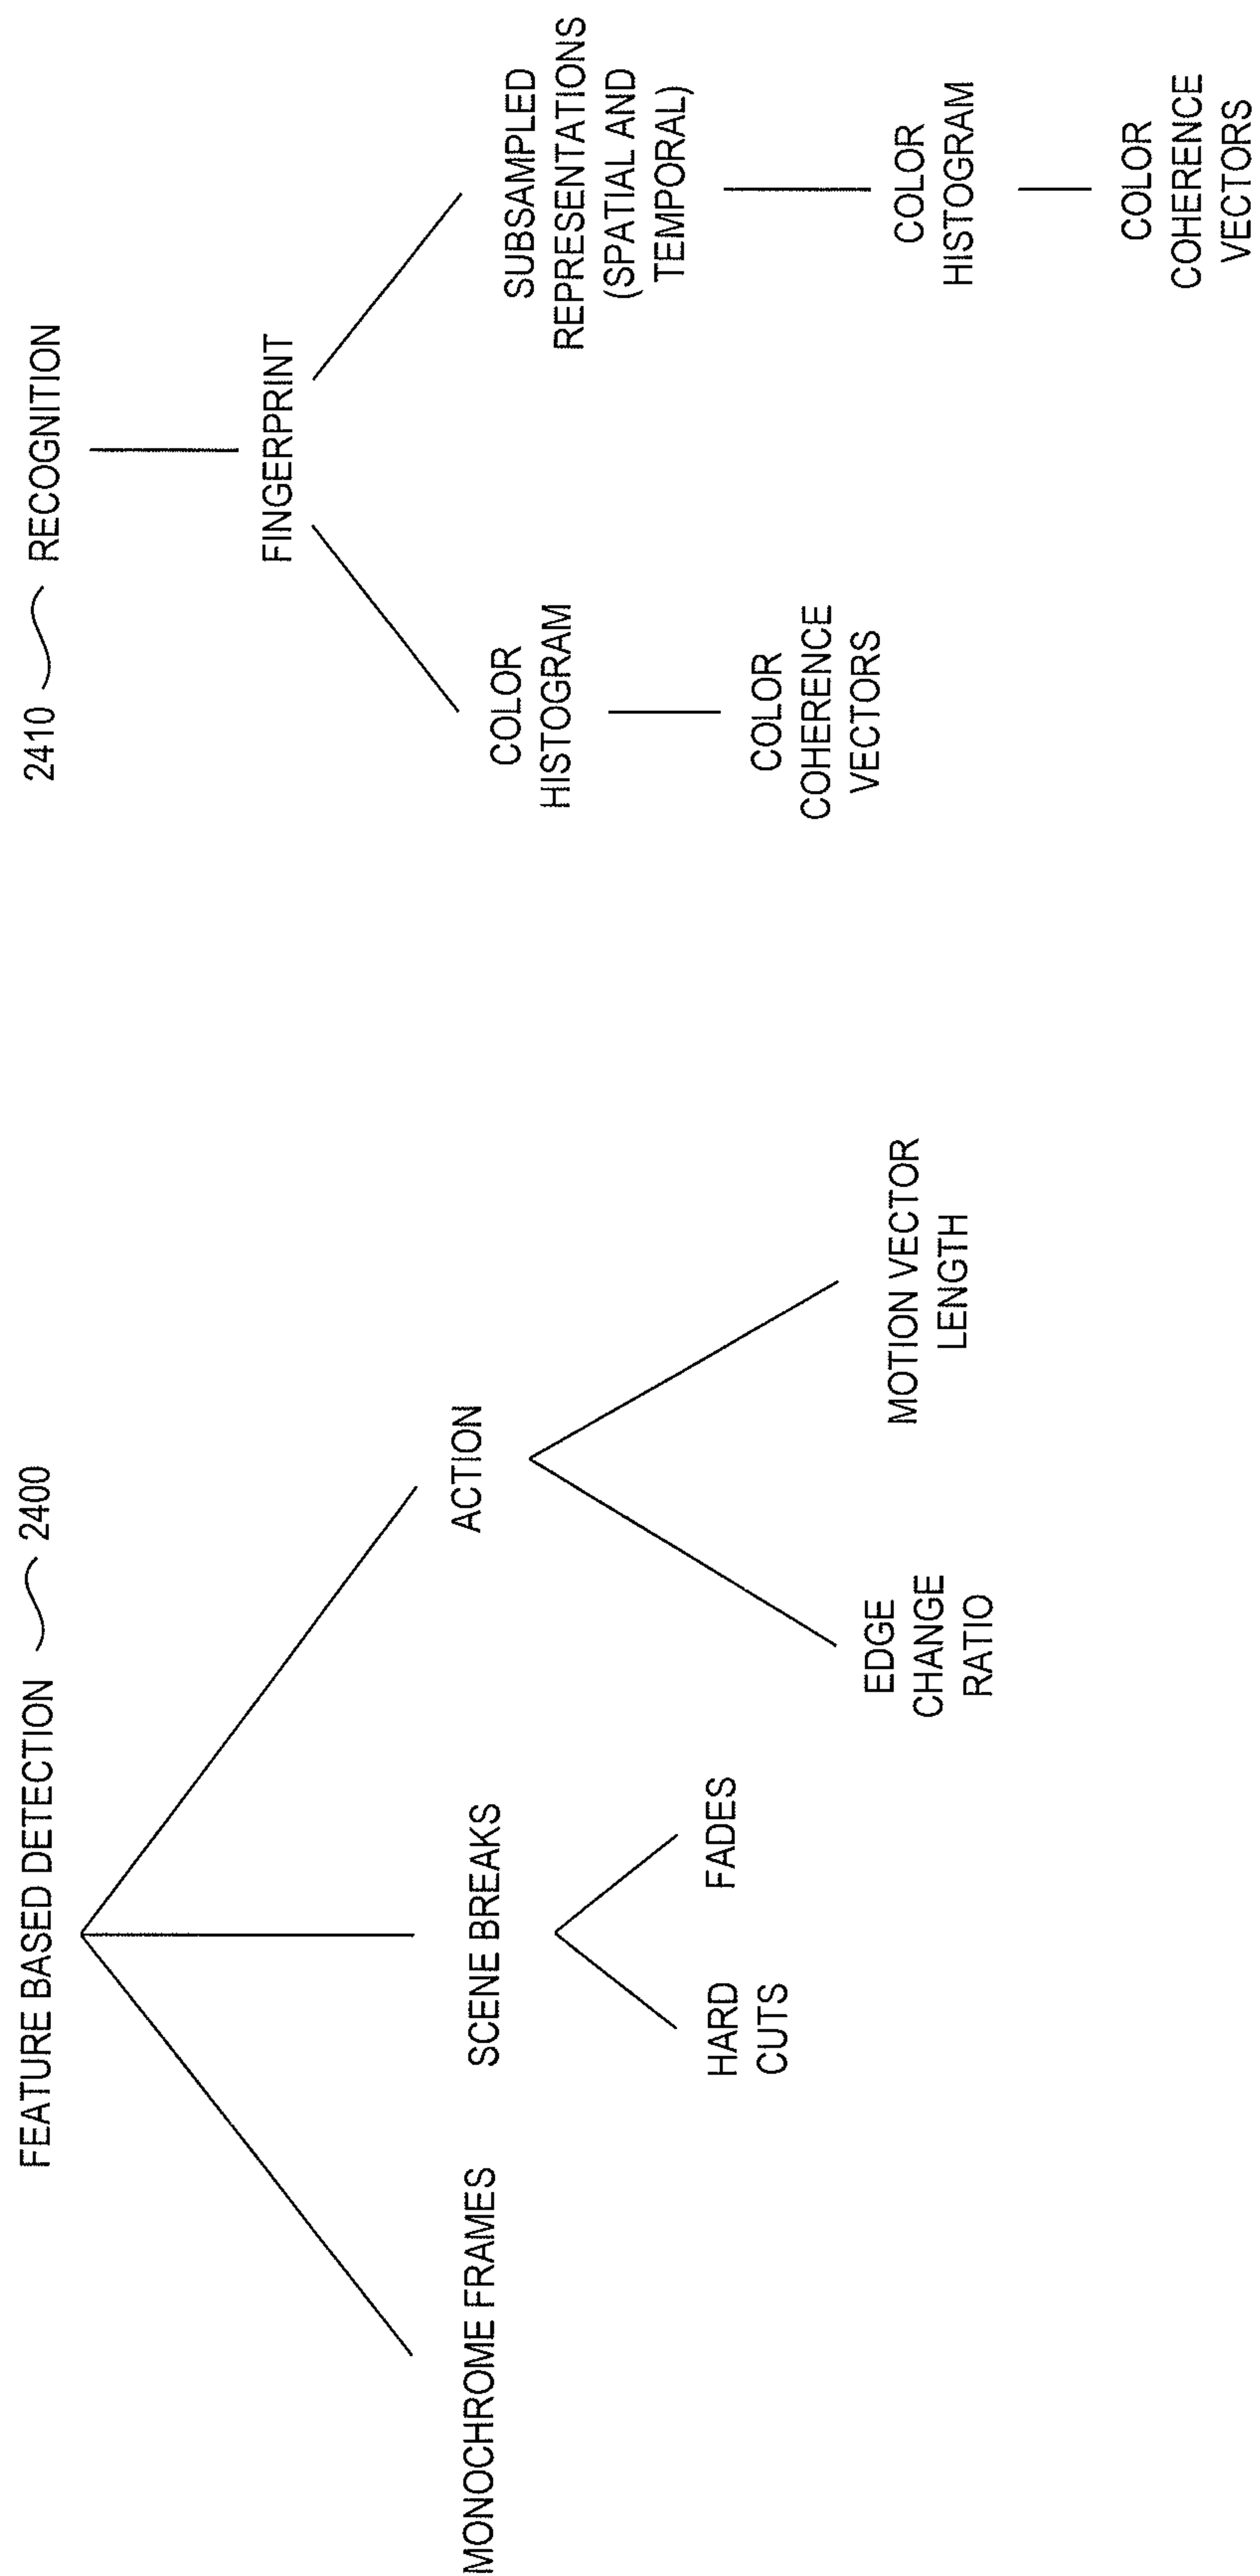 FEATURE BASED DETECTION 2400
MONOCHROME FRAMES
SCENE BREAKS
HARD
CUTS
FADES
ACTION
EDGE
CHANGE
RATIO
MOTION VECTOR
LENGTH
2410 RECOGNITION
FINGERPRINT
COLOR
HISTOGRAM
COLOR
COHERENCE
VECTORS
SUBSAMPLED
REPRESENTATIONS
(SPATIAL AND
TEMPORAL)
COLOR
HISTOGRAM
COLOR
COHERENCE
VECTORS